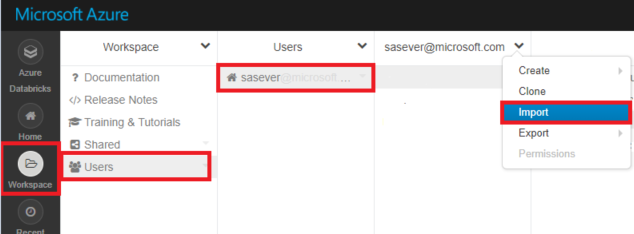 Microsoft Azure
Azure
Databricks
Home
Workspace
Recent
Workspace
? Documentation
</> Release Notes
Training & Tutorials
Shared
Users
Users
sasever@microsoft....
sasever@microsoft.com
Create
Clone
Import
Export
Permissions